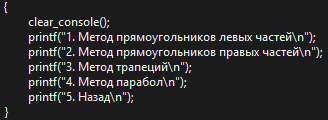 {
clear_console();
printf("1. Метод прямоугольников левых частей\n");
printf("2. Метод прямоугольников правых частей\n");
printf("3. Метод трапеций\n");
printf("4. Метод парабол\n");
printf("5. Назад\n");
}